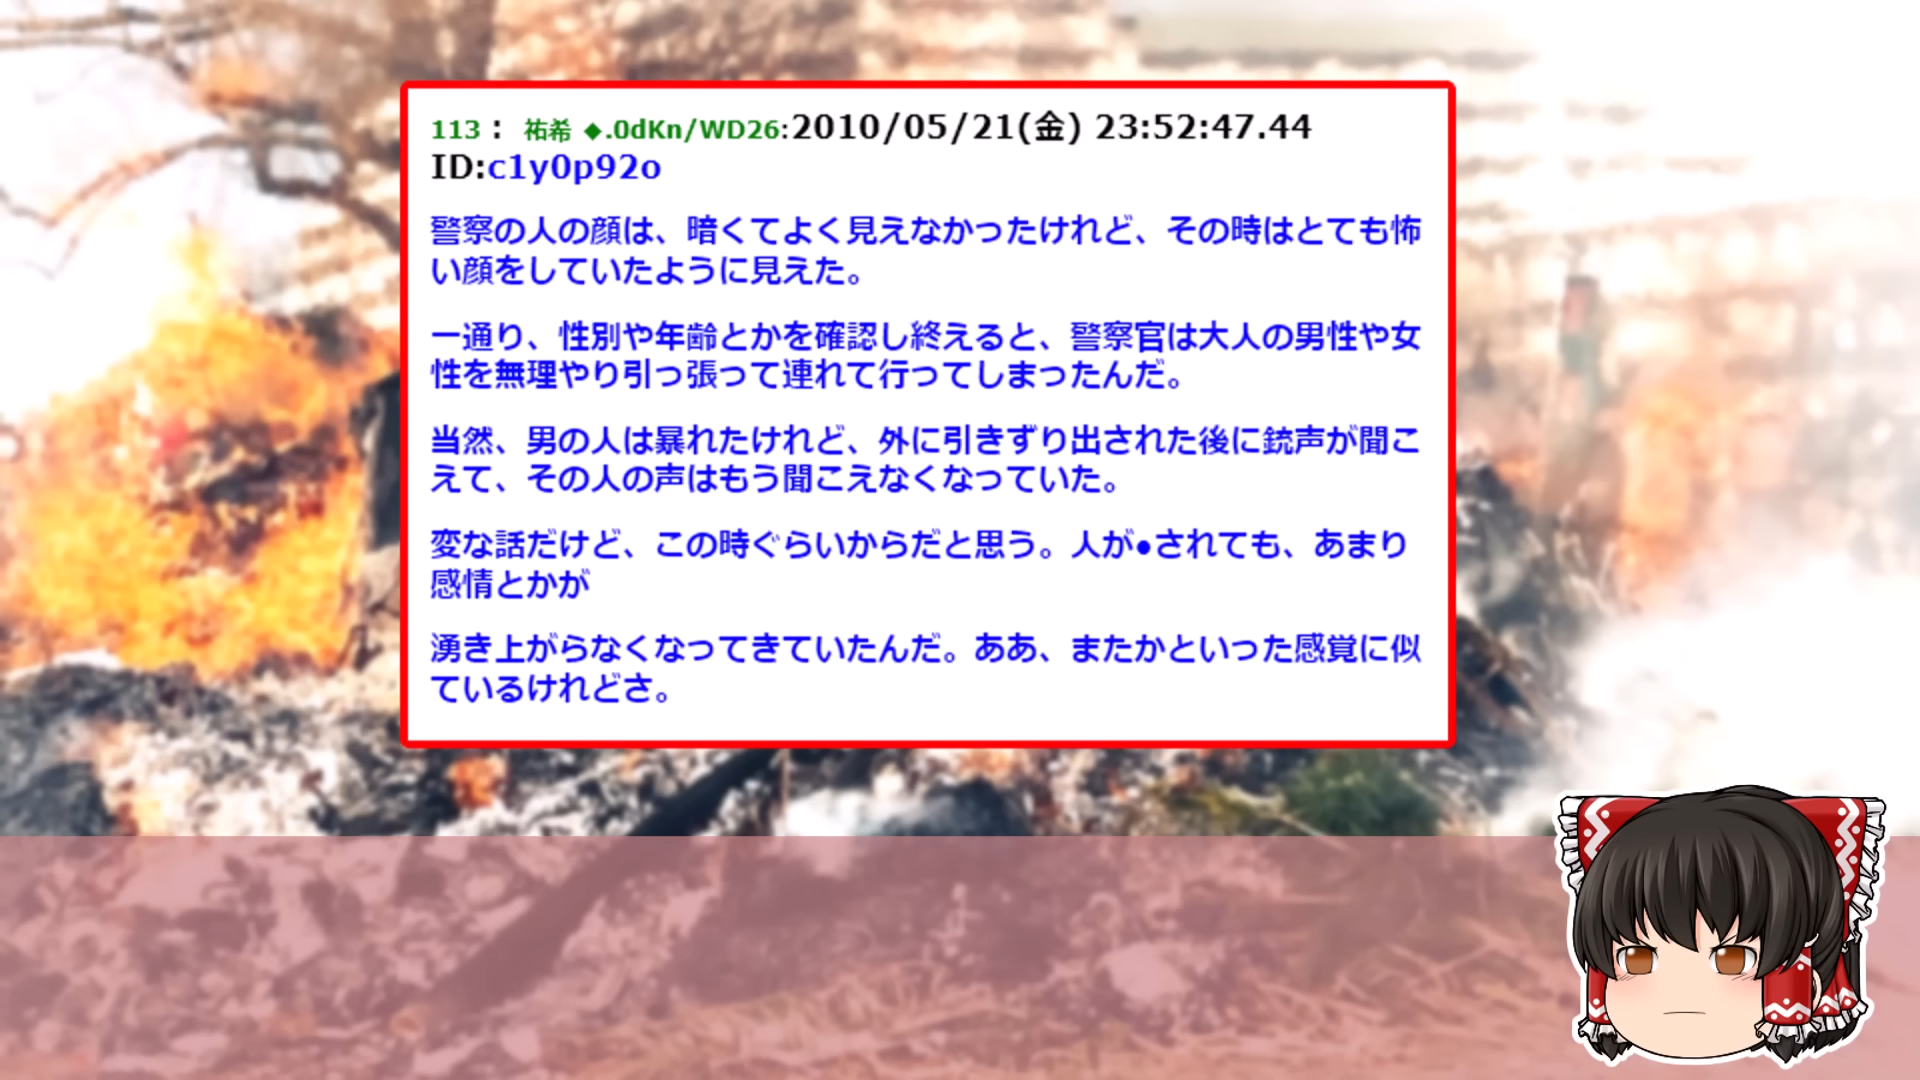 113： 祐希 ◆.0dKn/WD26:2010/05/21(金) 23:52:47.44
ID:c1y0p92o
警察の人の顔は、暗くてよく見えなかったけれど、その時はとても怖
い顔をしていたように見えた。
一通り、性別や年齢とかを確認し終えると、警察官は大人の男性や女
性を無理やり引っ張って連れて行ってしまったんだ。
当然、男の人は暴れたけれど、外に引きずり出された後に銃声が聞こ
えて、その人の声はもう聞こえなくなっていた。
変な話だけど、この時ぐらいからだと思う。人が●されても、あまり
感情とかが
湧き上がらなくなってきていたんだ。ああ、またかといった感覚に似
ているけれどさ。